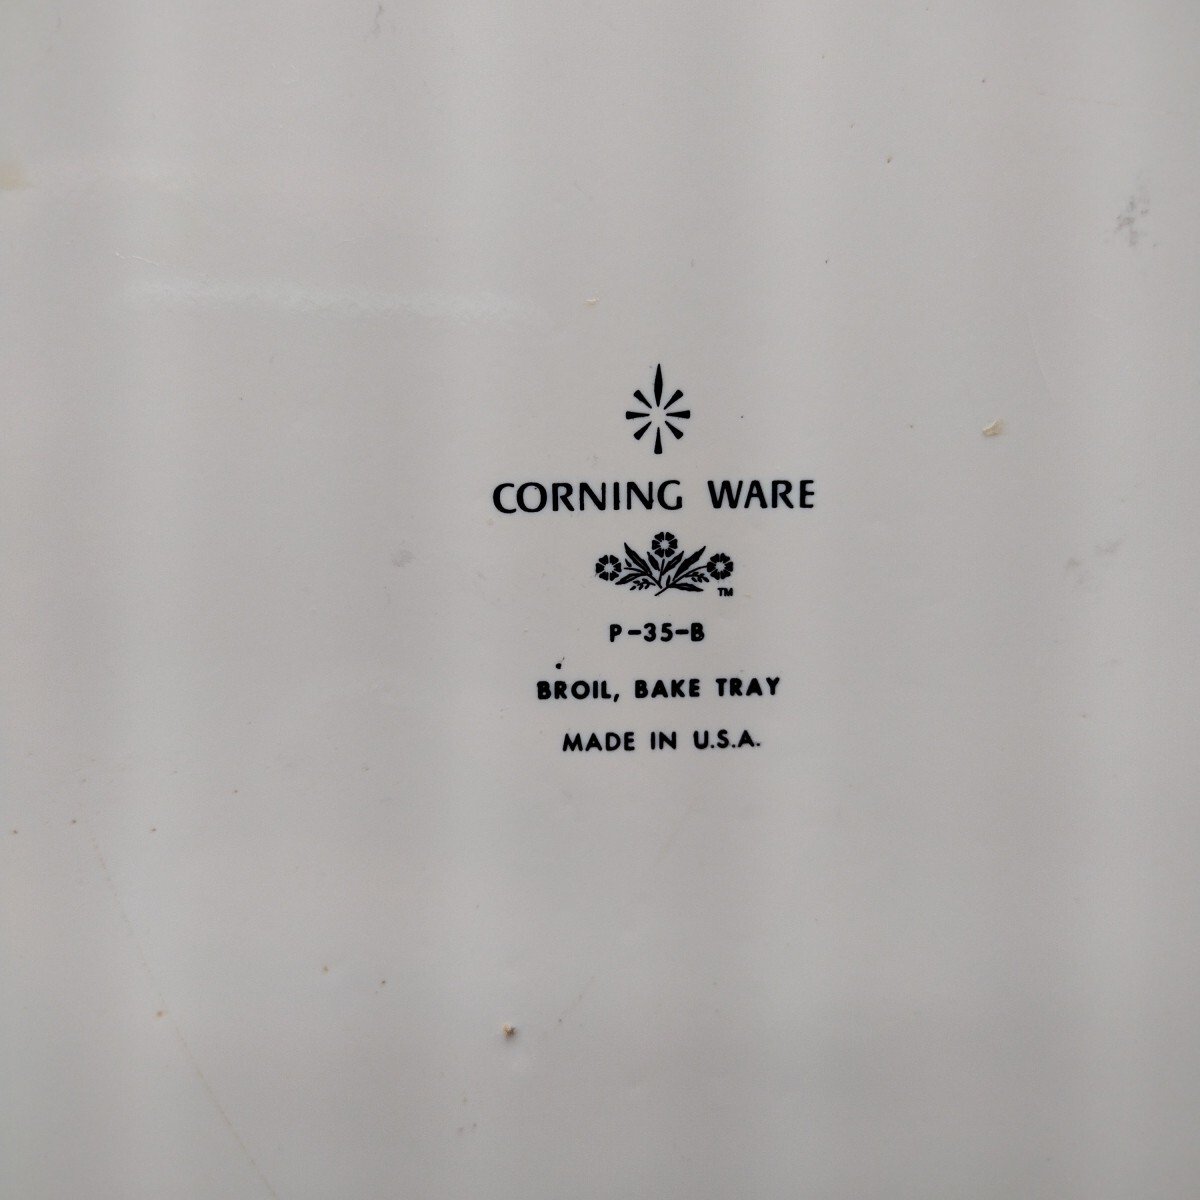 CORNING WARE
TM
P-35-B
BROIL, BAKE TRAY
MADE IN U.S.A.